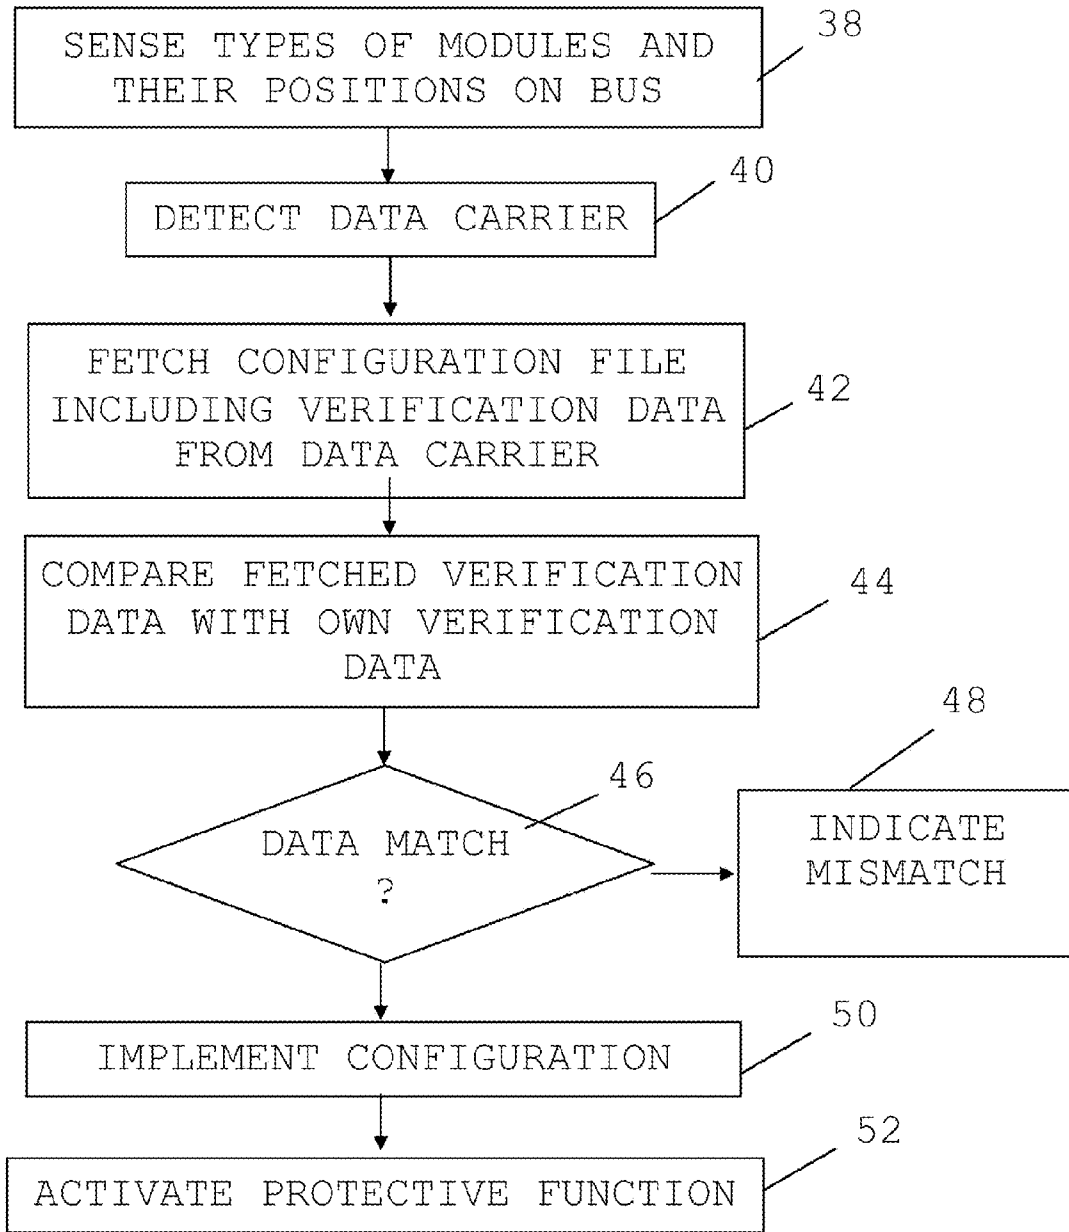 SENSE TYPES OF MODULES AND
THEIR POSITIONS ON BUS
38
DETECT DATA CARRIER
40
FETCH CONFIGURATION FILE
INCLUDING VERIFICATION DATA
FROM DATA CARRIER
42
COMPARE FETCHED VERIFICATION
DATA WITH OWN VERIFICATION
DATA
44
DATA MATCH
?
46
INDICATE
MISMATCH
48
IMPLEMENT CONFIGURATION
50
ACTIVATE PROTECTIVE FUNCTION
52